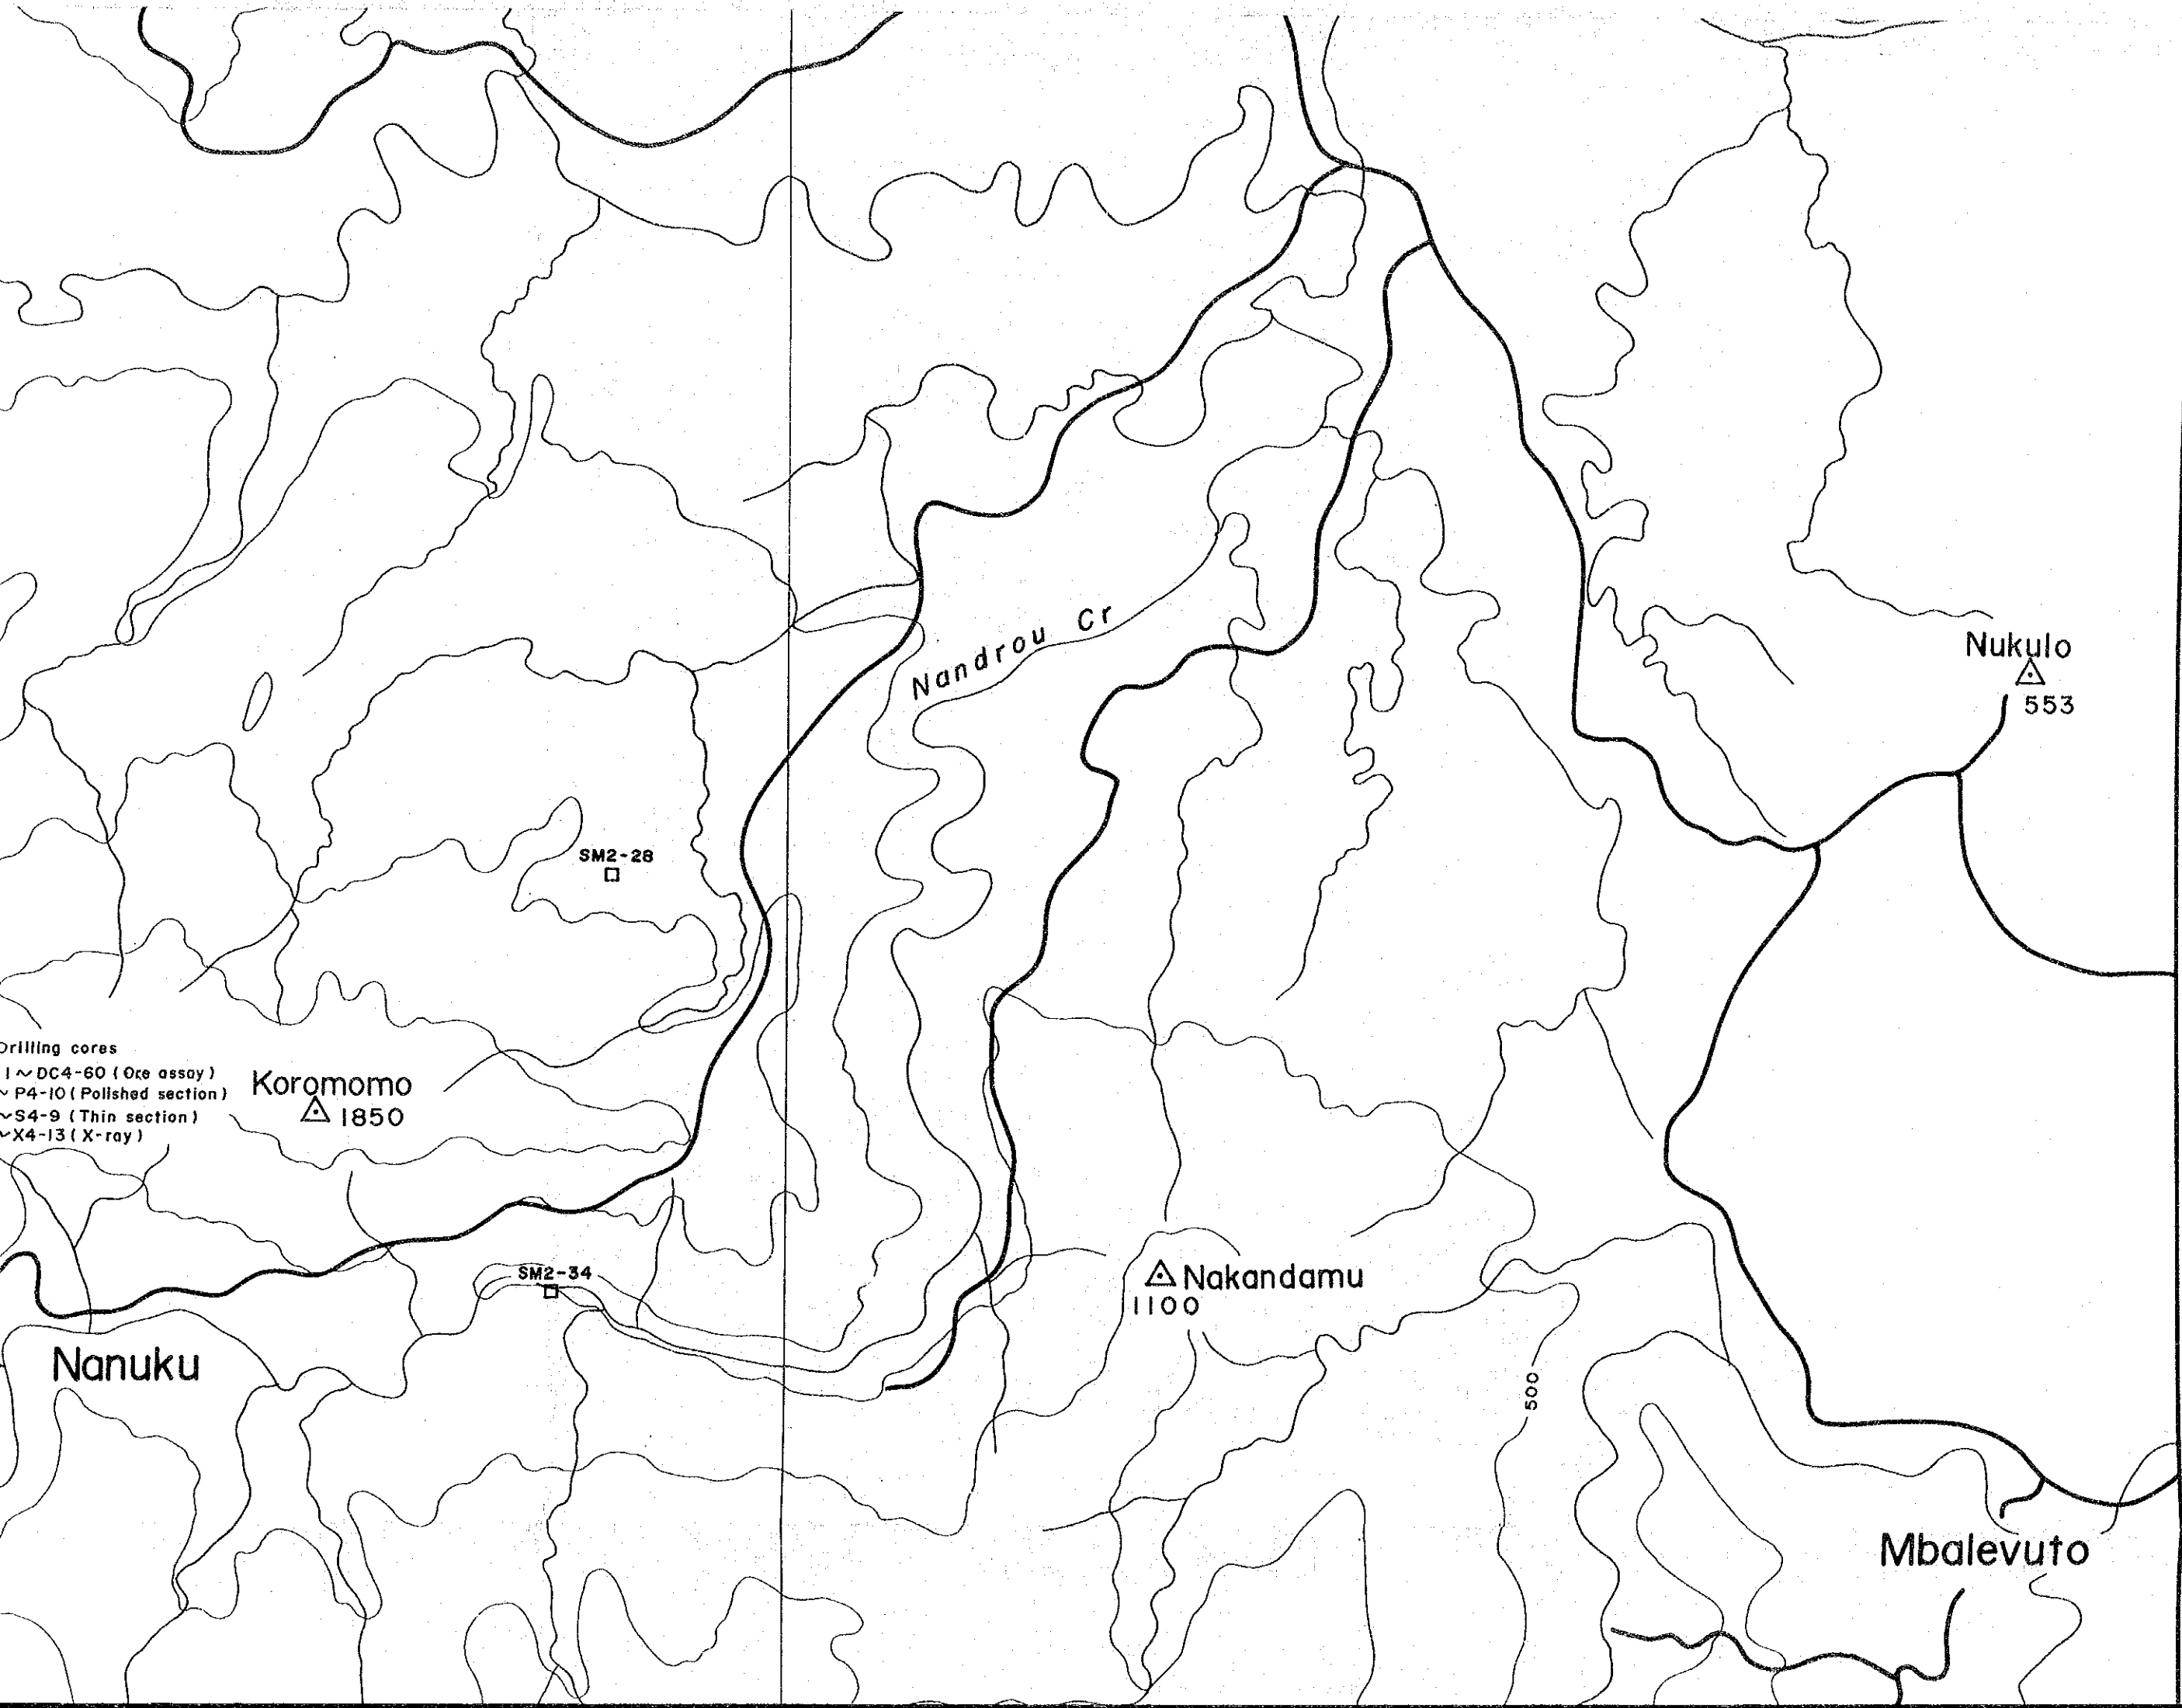 Nandrou Cr
Nukulo
553
SM2-28
Drilling cores
1~DC4-60 (Ore assay)
~P4-10 (Polished section)
~S4-9 (Thin section)
~X4-13 (X-ray)
Koromomo
1850
SM2-34
Nakandamu
1100
Nanuku
500
Mbalevuto